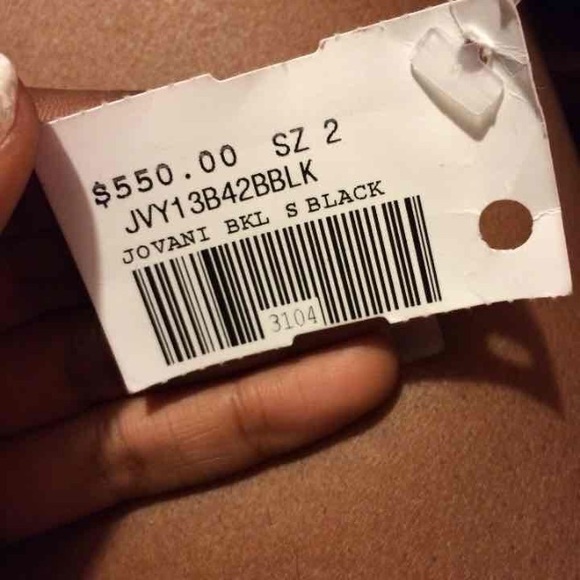 $550.00 SZ 2
JVY13B42BBLK
JOVANI BKL S BLACK
3104